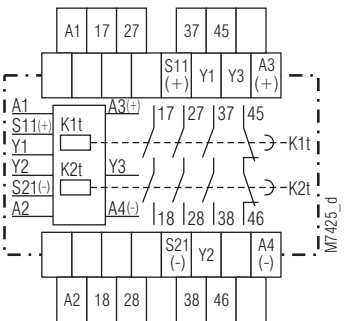 A1 17 27 37 45
S11(+) Y1 Y3 A3(+)
A1 A3(+) 17 27 37 45
S11(+) K1t
Y1 K1t
Y2 K2t Y3
S21(-) K2t
A2 A4(-) 18 28 38 46
S21(-) Y2 A4(-)
A2 18 28 38 46
M7425_d